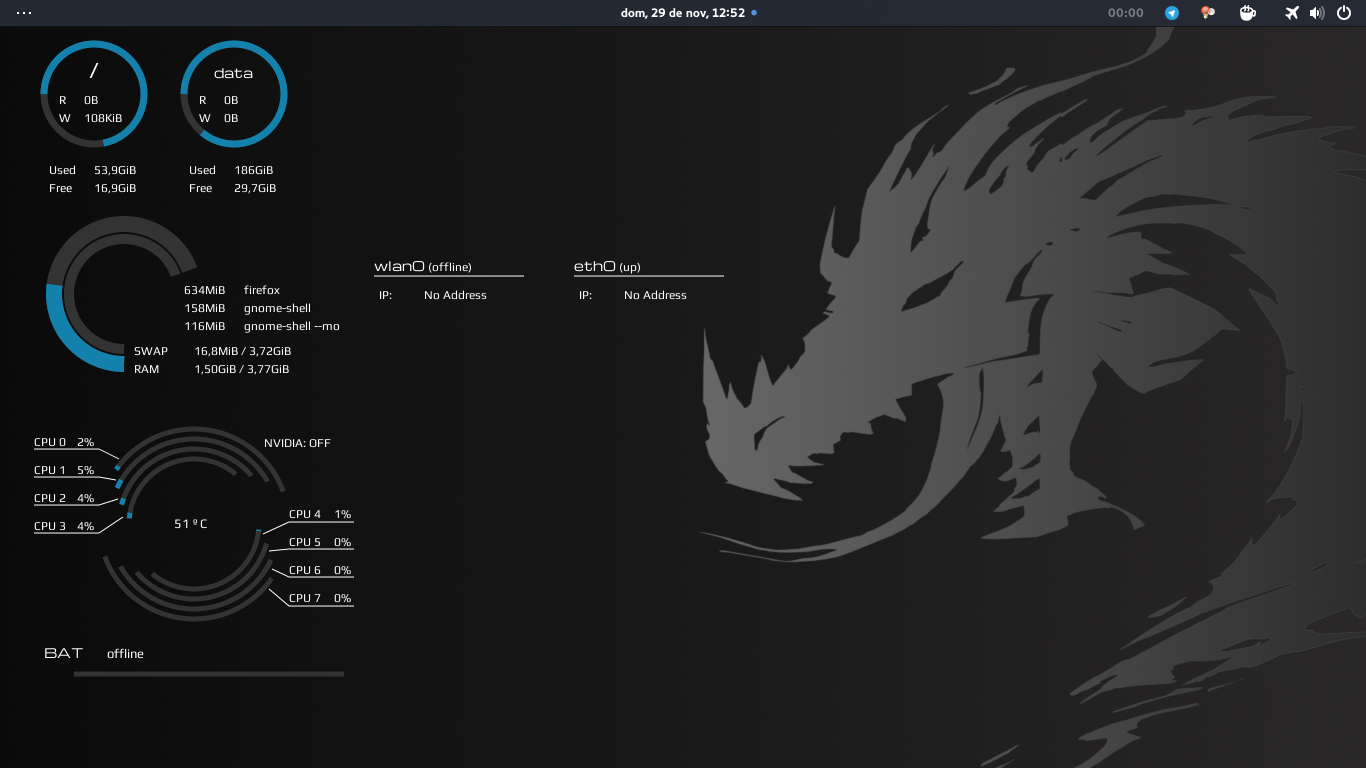 dom, 29 de nov, 12:52
00:00
/
R 0B
W 108KiB
Used 53,9GiB
Free 16,9GiB
data
R 0B
W 0B
Used 186GiB
Free 29,7GiB
634MiB firefox
158MiB gnome-shell
116MiB gnome-shell --mo
SWAP 16,8MiB / 3,72GiB
RAM 1,50GiB / 3,77GiB
wlan0 (offline)
IP: No Address
eth0 (up)
IP: No Address
CPU 0 2%
CPU 1 5%
CPU 2 4%
CPU 3 4%
NVIDIA: OFF
51ºC
CPU 4 1%
CPU 5 0%
CPU 6 0%
CPU 7 0%
BAT offline